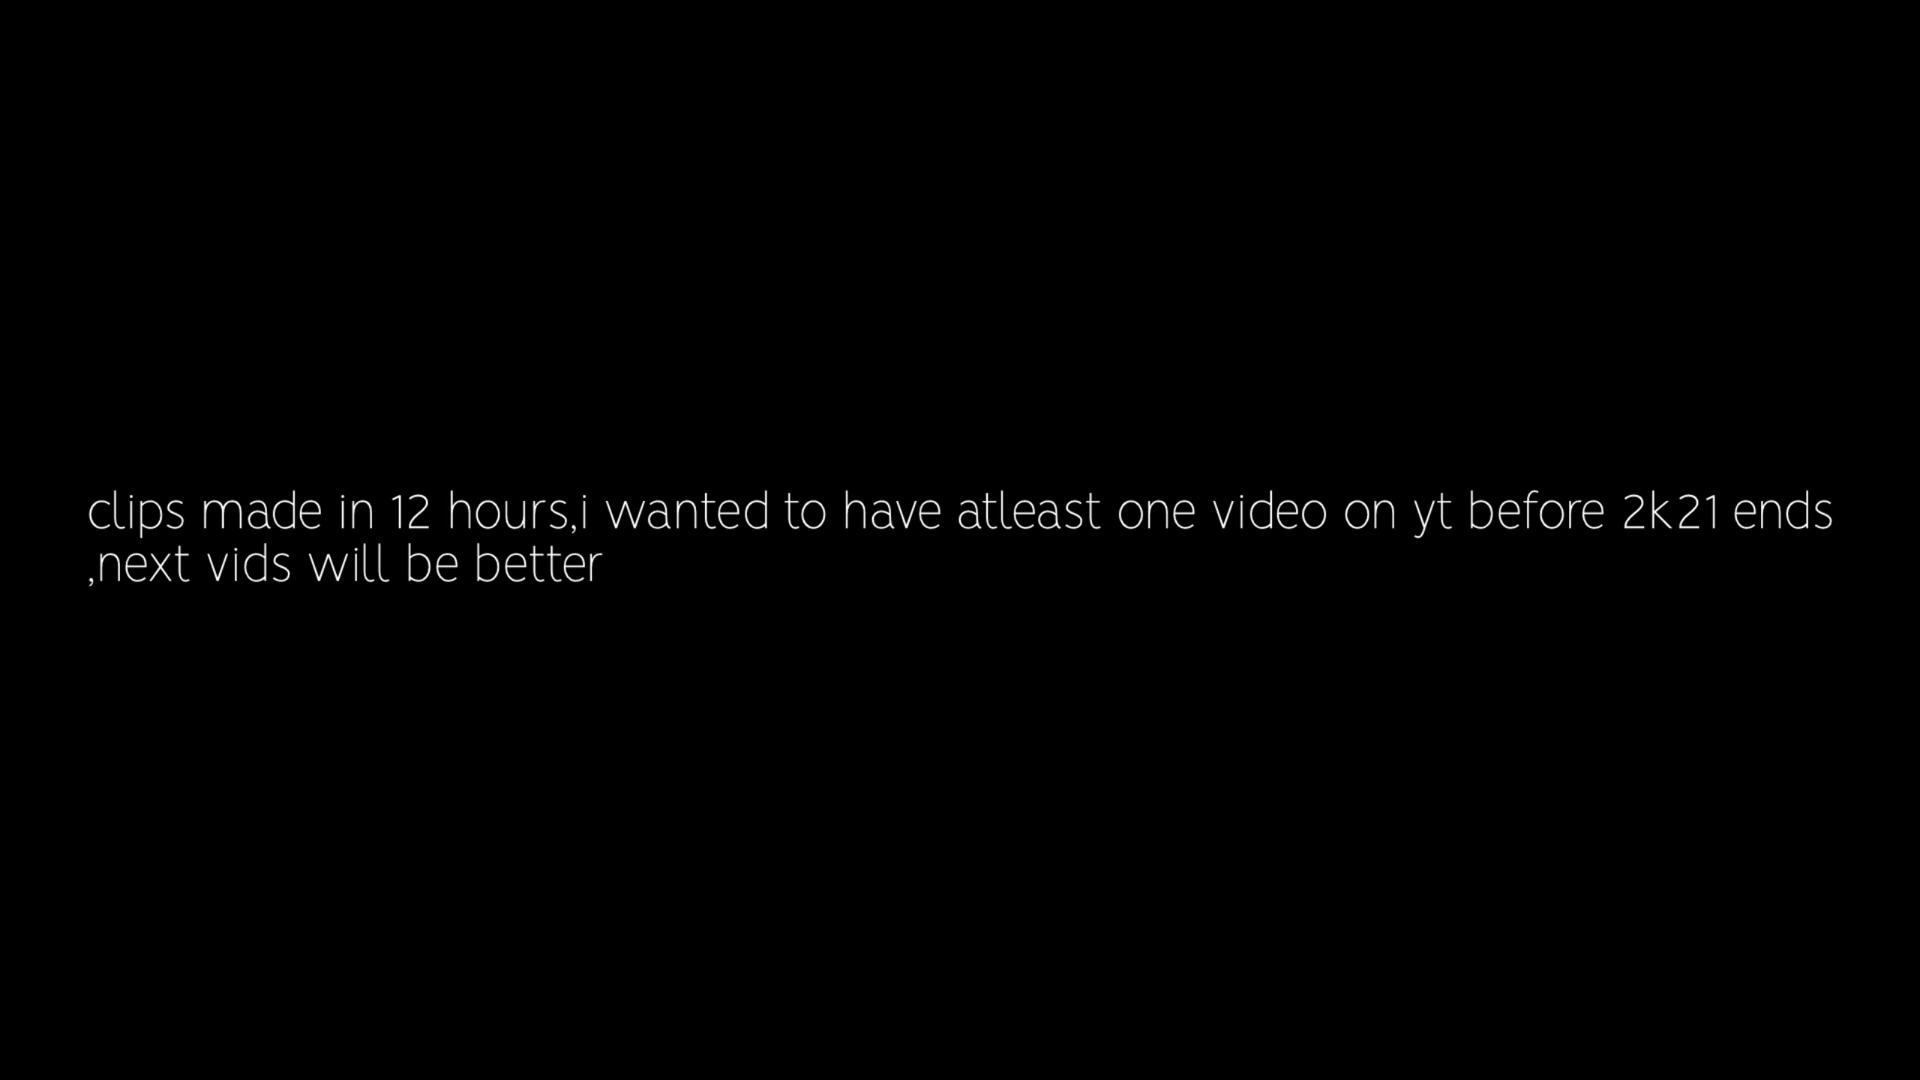 clips made in 12 hours,i wanted to have atleast one video on yt before 2k21 ends
,next vids will be better